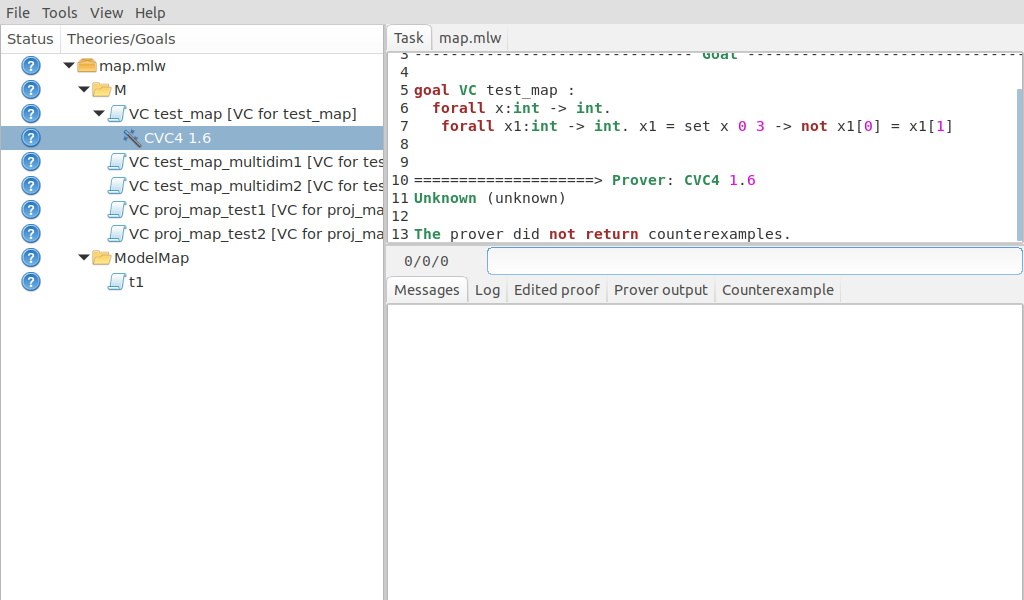 File Tools View Help
Status Theories/Goals
map.mlw
M
VC test_map [VC for test_map]
CVC4 1.6
VC test_map_multidim1 [VC for tes
VC test_map_multidim2 [VC for tes
VC proj_map_test1 [VC for proj_ma
VC proj_map_test2 [VC for proj_ma
ModelMap
t1
Task map.mlw
3 ------------------------------- Goal -------------------------------
4
5 goal VC test_map :
6 forall x:int -> int.
7 forall x1:int -> int. x1 = set x 0 3 -> not x1[0] = x1[1]
8
9
10 ====================> Prover: CVC4 1.6
11 Unknown (unknown)
12
13 The prover did not return counterexamples.
0/0/0
Messages Log Edited proof Prover output Counterexample